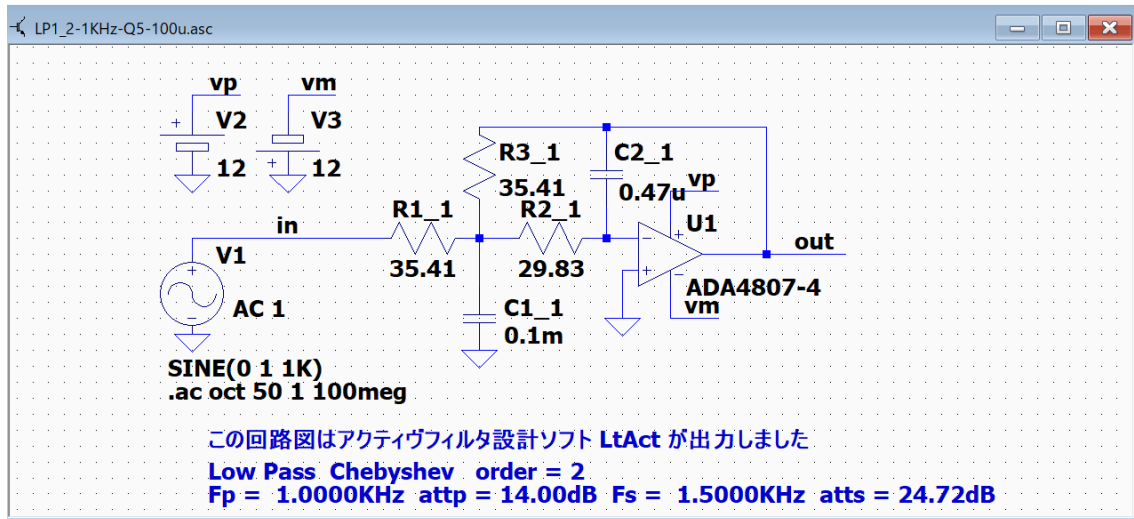 LP1_2-1KHz-Q5-100u.asc
vp vm
+ V2 V3
12 + 12
R3_1 C2_1
35.41 0.47u vp
R1_1 R2_1 U1
in - + out
35.41 29.83 + -
V1 ADA4807-4
+ vm
AC 1 C1_1
- 0.1m
SINE(0 1 1K)
.ac oct 50 1 100meg
この回路図はアクティヴフィルタ設計ソフト LtAct が出力しました
Low Pass Chebyshev order = 2
Fp = 1.0000KHz attp = 14.00dB Fs = 1.5000KHz atts = 24.72dB